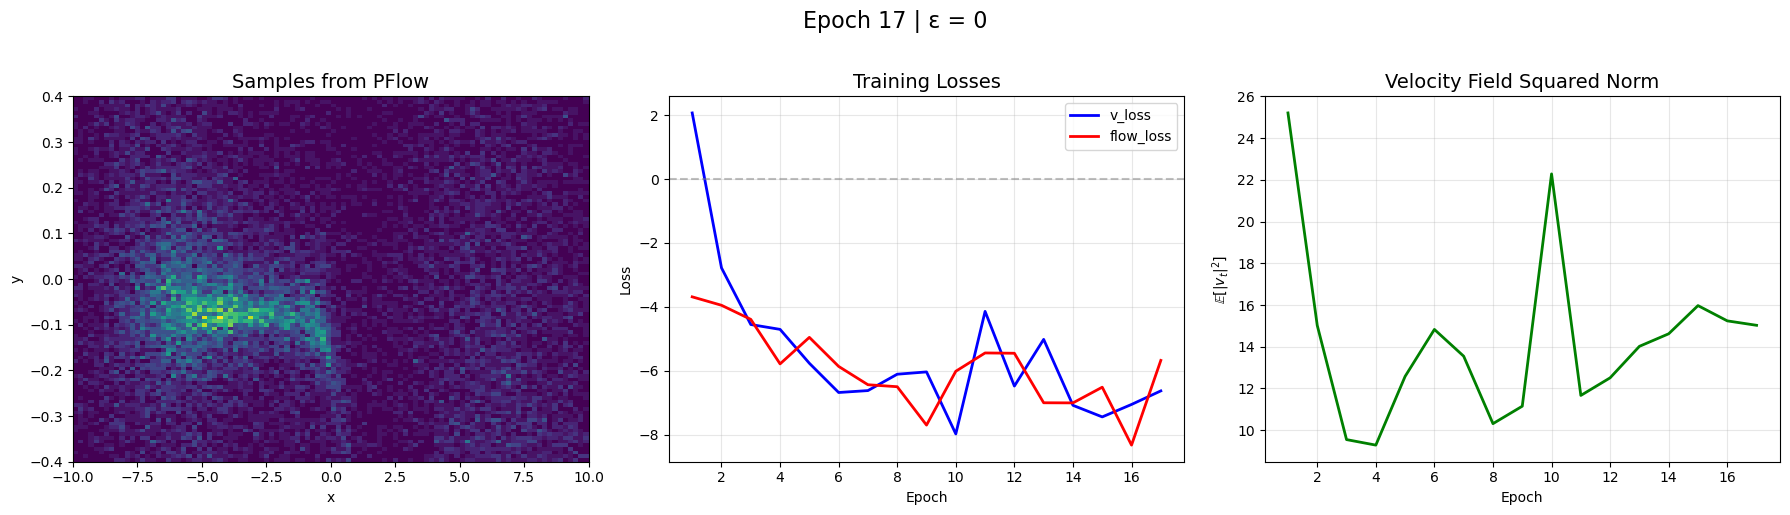 Epoch 17 | ε = 0
Samples from PFlow
0.4
0.3
0.2
0.1
0.0
−0.1
−0.2
−0.3
−0.4
y
−10.0 −7.5 −5.0 −2.5 0.0 2.5 5.0 7.5 10.0
x
Training Losses
v_loss
flow_loss
2
0
−2
−4
−6
−8
Loss
2 4 6 8 10 12 14 16
Epoch
Velocity Field Squared Norm
26
24
22
20
18
16
14
12
10
𝔼[|v_t|^2]
2 4 6 8 10 12 14 16
Epoch